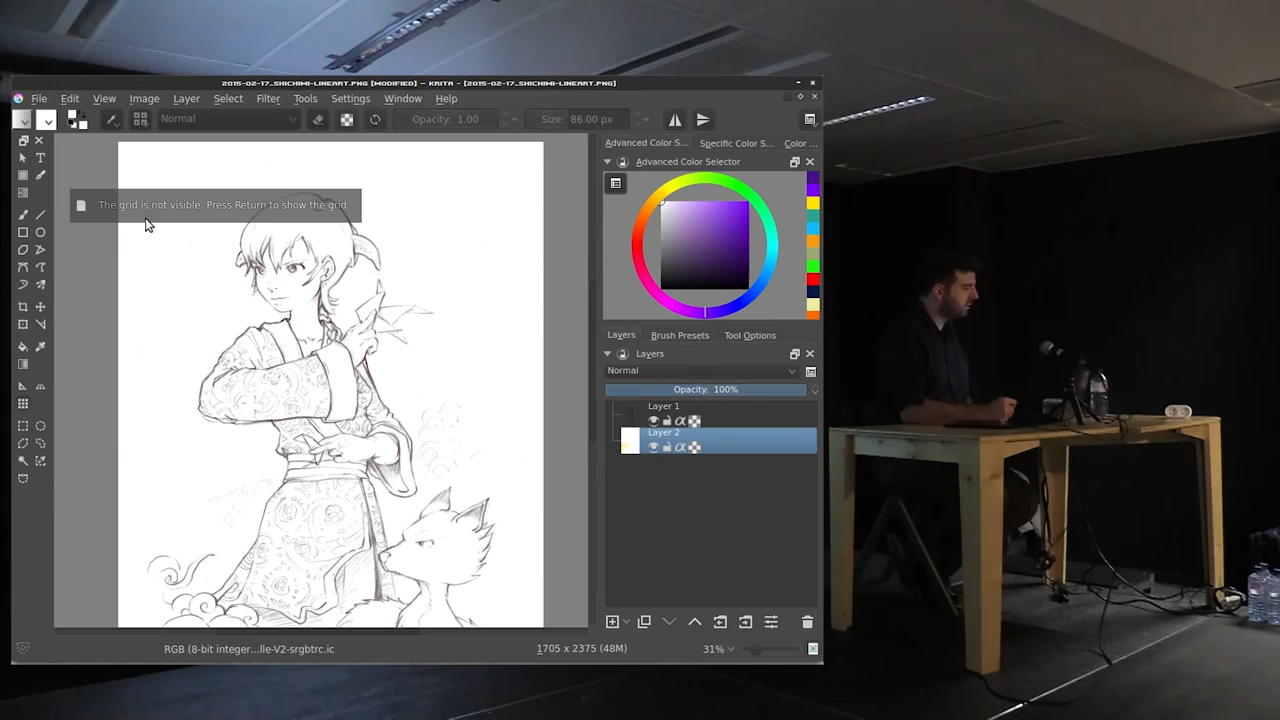 2015-02-17_SHICHIMI-LINEART.PNG [MODIFIED] – KRITA - [2015-02-17_SHICHIMI-LINEART.PNG]
File Edit View Image Layer Select Filter Tools Settings Window Help
Normal Opacity: 1.00 Size: 86.00 px
Advanced Color S... Specific Color S... Color ...
Advanced Color Selector
The grid is not visible. Press Return to show the grid.
Layers Brush Presets Tool Options
Layers
Normal
Opacity: 100%
Layer 1
Layer 2
RGB (8-bit integer...lle-V2-srgbtrc.ic 1705 x 2375 (48M) 31%